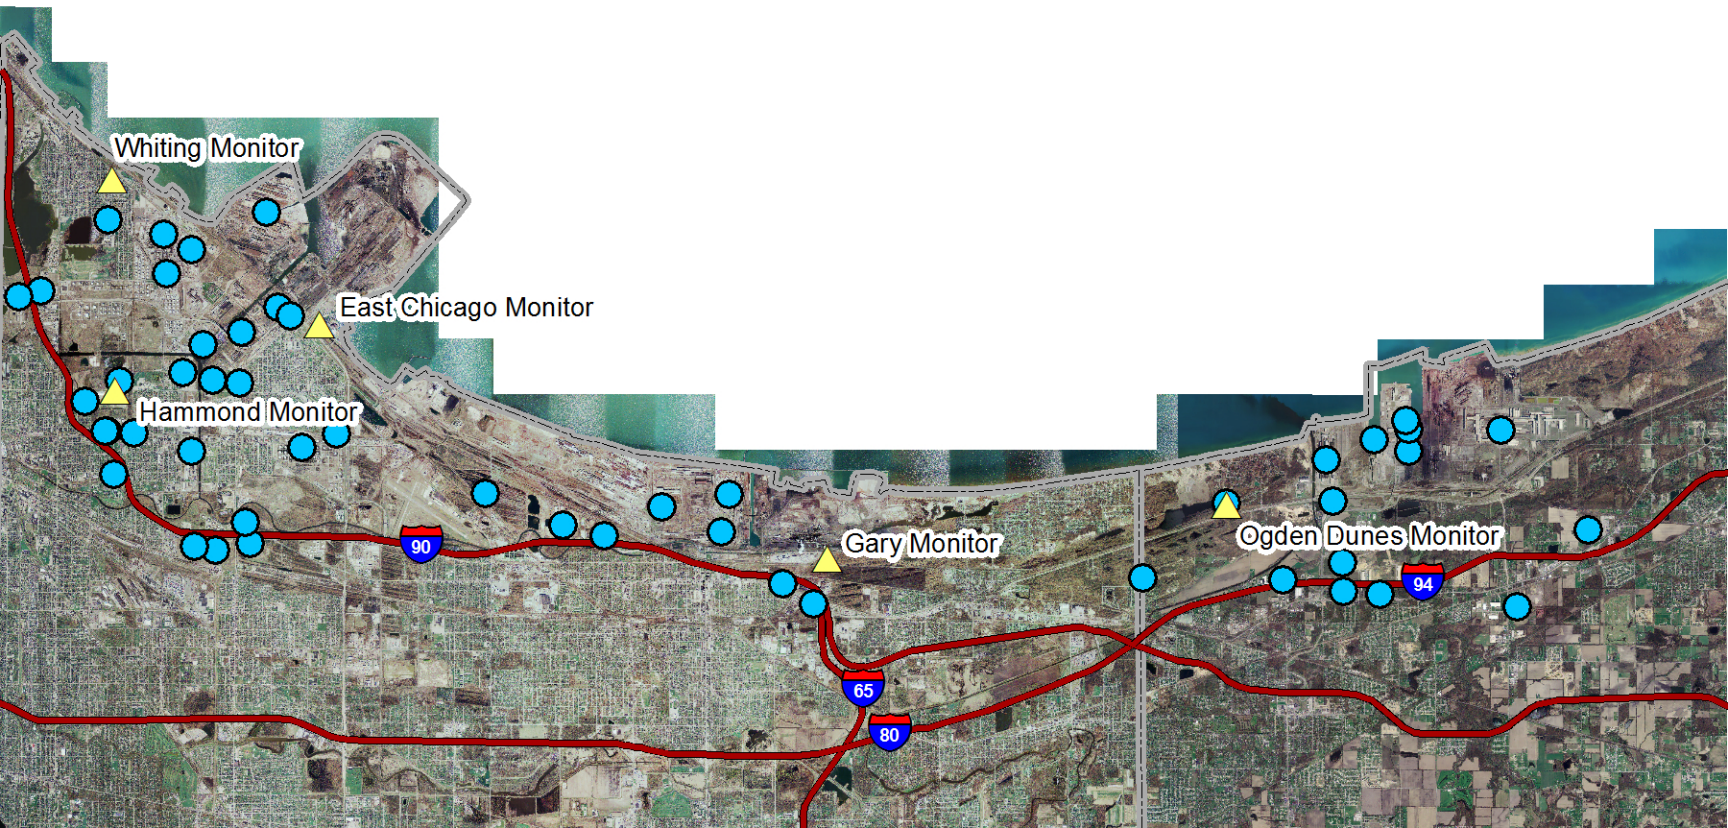 Whiting Monitor
East Chicago Monitor
Hammond Monitor
90
Gary Monitor
Ogden Dunes Monitor
94
65
80